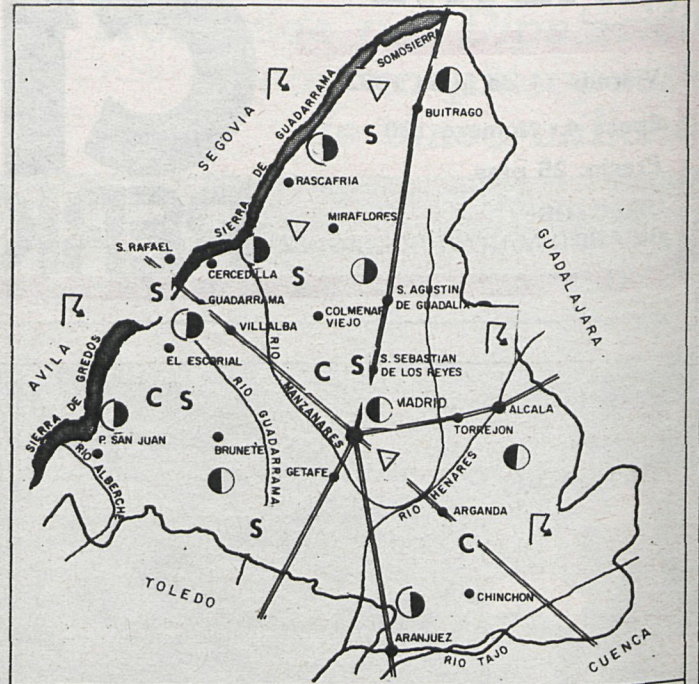 SOMOSIERRA
SEGOVIA
SIERRA DE GUADARRAMA
S
BUITRAGO
RASCAFRIA
MIRAFLORES
S. RAFAEL
CERCEDILLA
S
S
GUADARRAMA
S. AGUSTIN
DE GUADALIX
GUADALAJARA
COLMENAR
VIEJO
VILLALBA
AVILA
SIERRA DE GREDOS
EL ESCORIAL
RIO MANZANARES
C
S
S. SEBASTIAN
DE LOS REYES
C
S
RIO GUADARRAMA
MADRID
ALCALA
TORREJON
P. SAN JUAN
BRUNETE
RIO ALBERCHE
GETAFE
RIO HENARES
ARGANDA
S
C
TOLEDO
CHINCHON
ARANJUEZ
RIO TAJO
CUENCA